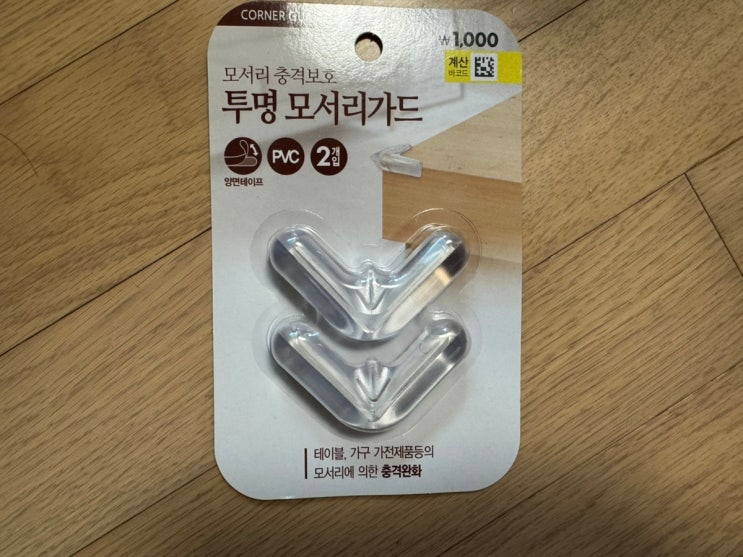 CORNER
₩1,000
계산
바코드
모서리 충격보호
투명 모서리가드
PVC
2개입
양면테이프
테이블, 가구 가전제품등의
모서리에 의한 충격완화